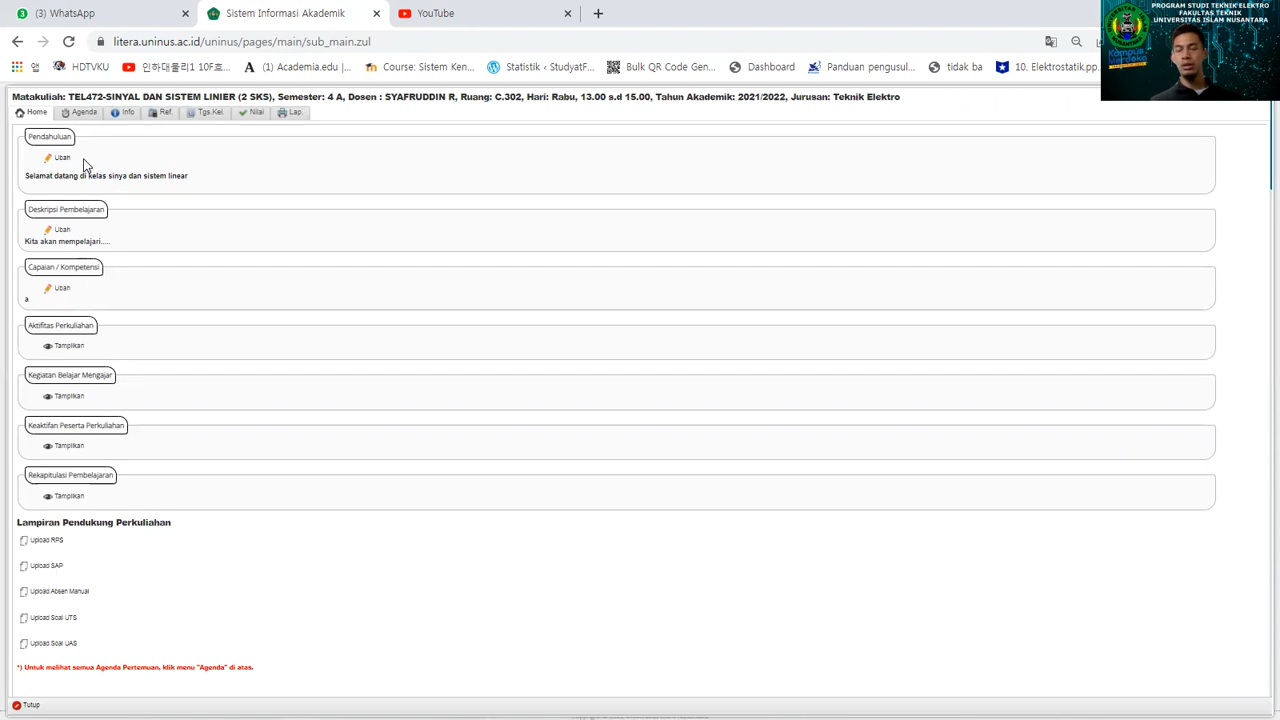 (3) WhatsApp
Sistem Informasi Akademik
YouTube
PROGRAM STUDI TEKNIK ELEKTRO
FAKULTAS TEKNIK
UNIVERSITAS ISLAM NUSANTARA
Kampus
Merdeka
litera.uninus.ac.id/uninus/pages/main/sub_main.zul
앱
HDTVKU
인하대몰리1 10F호...
(1) Academia.edu |...
Course:
Ken...
Statistik - StudyatF...
Bulk QR Code Gen...
Dashboard
Panduan Pengusul...
tidak ba
10. Elektrostatik.pp...
Matakuliah: TEL472-SINYAL DAN SISTEM LINIER (2 SKS), Semester: 4 A, Dosen : SYAFRUDDIN R, Ruang: C.302, Hari: Rabu, 13.00 s.d 15.00, Tahun Akademik: 2021/2022, Jurusan: Teknik Elektro
Home Agenda Info Ref. Tgs.Kel. Nilai Lap.
Pendahuluan
Ubah
Selamat datang di kelas sinya dan sistem linear
Deskripsi Pembelajaran
Ubah
Kita akan mempelajari.....
Capaian / Kompetensi
Ubah
a
Aktifitas Perkuliahan
Tampilkan
Kegiatan Belajar Mengajar
Tampilkan
Keaktifan Peserta Perkuliahan
Tampilkan
Rekapitulasi Pembelajaran
Tampilkan
Lampiran Pendukung Perkuliahan
Upload RPS
Upload SAP
Upload Absen Manual
Upload Soal UTS
Upload Soal UAS
*) Untuk melihat semua Agenda Pertemuan, klik menu "Agenda" di atas.
Tutup